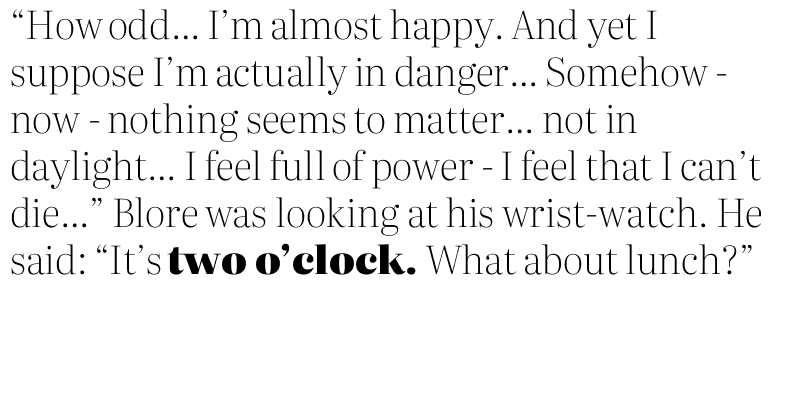 “How odd... I’m almost happy. And yet I
suppose I’m actually in danger... Somehow -
now - nothing seems to matter... not in
daylight... I feel full of power - I feel that I can’t
die...” Blore was looking at his wrist-watch. He
said: “It’s two o’clock. What about lunch?”